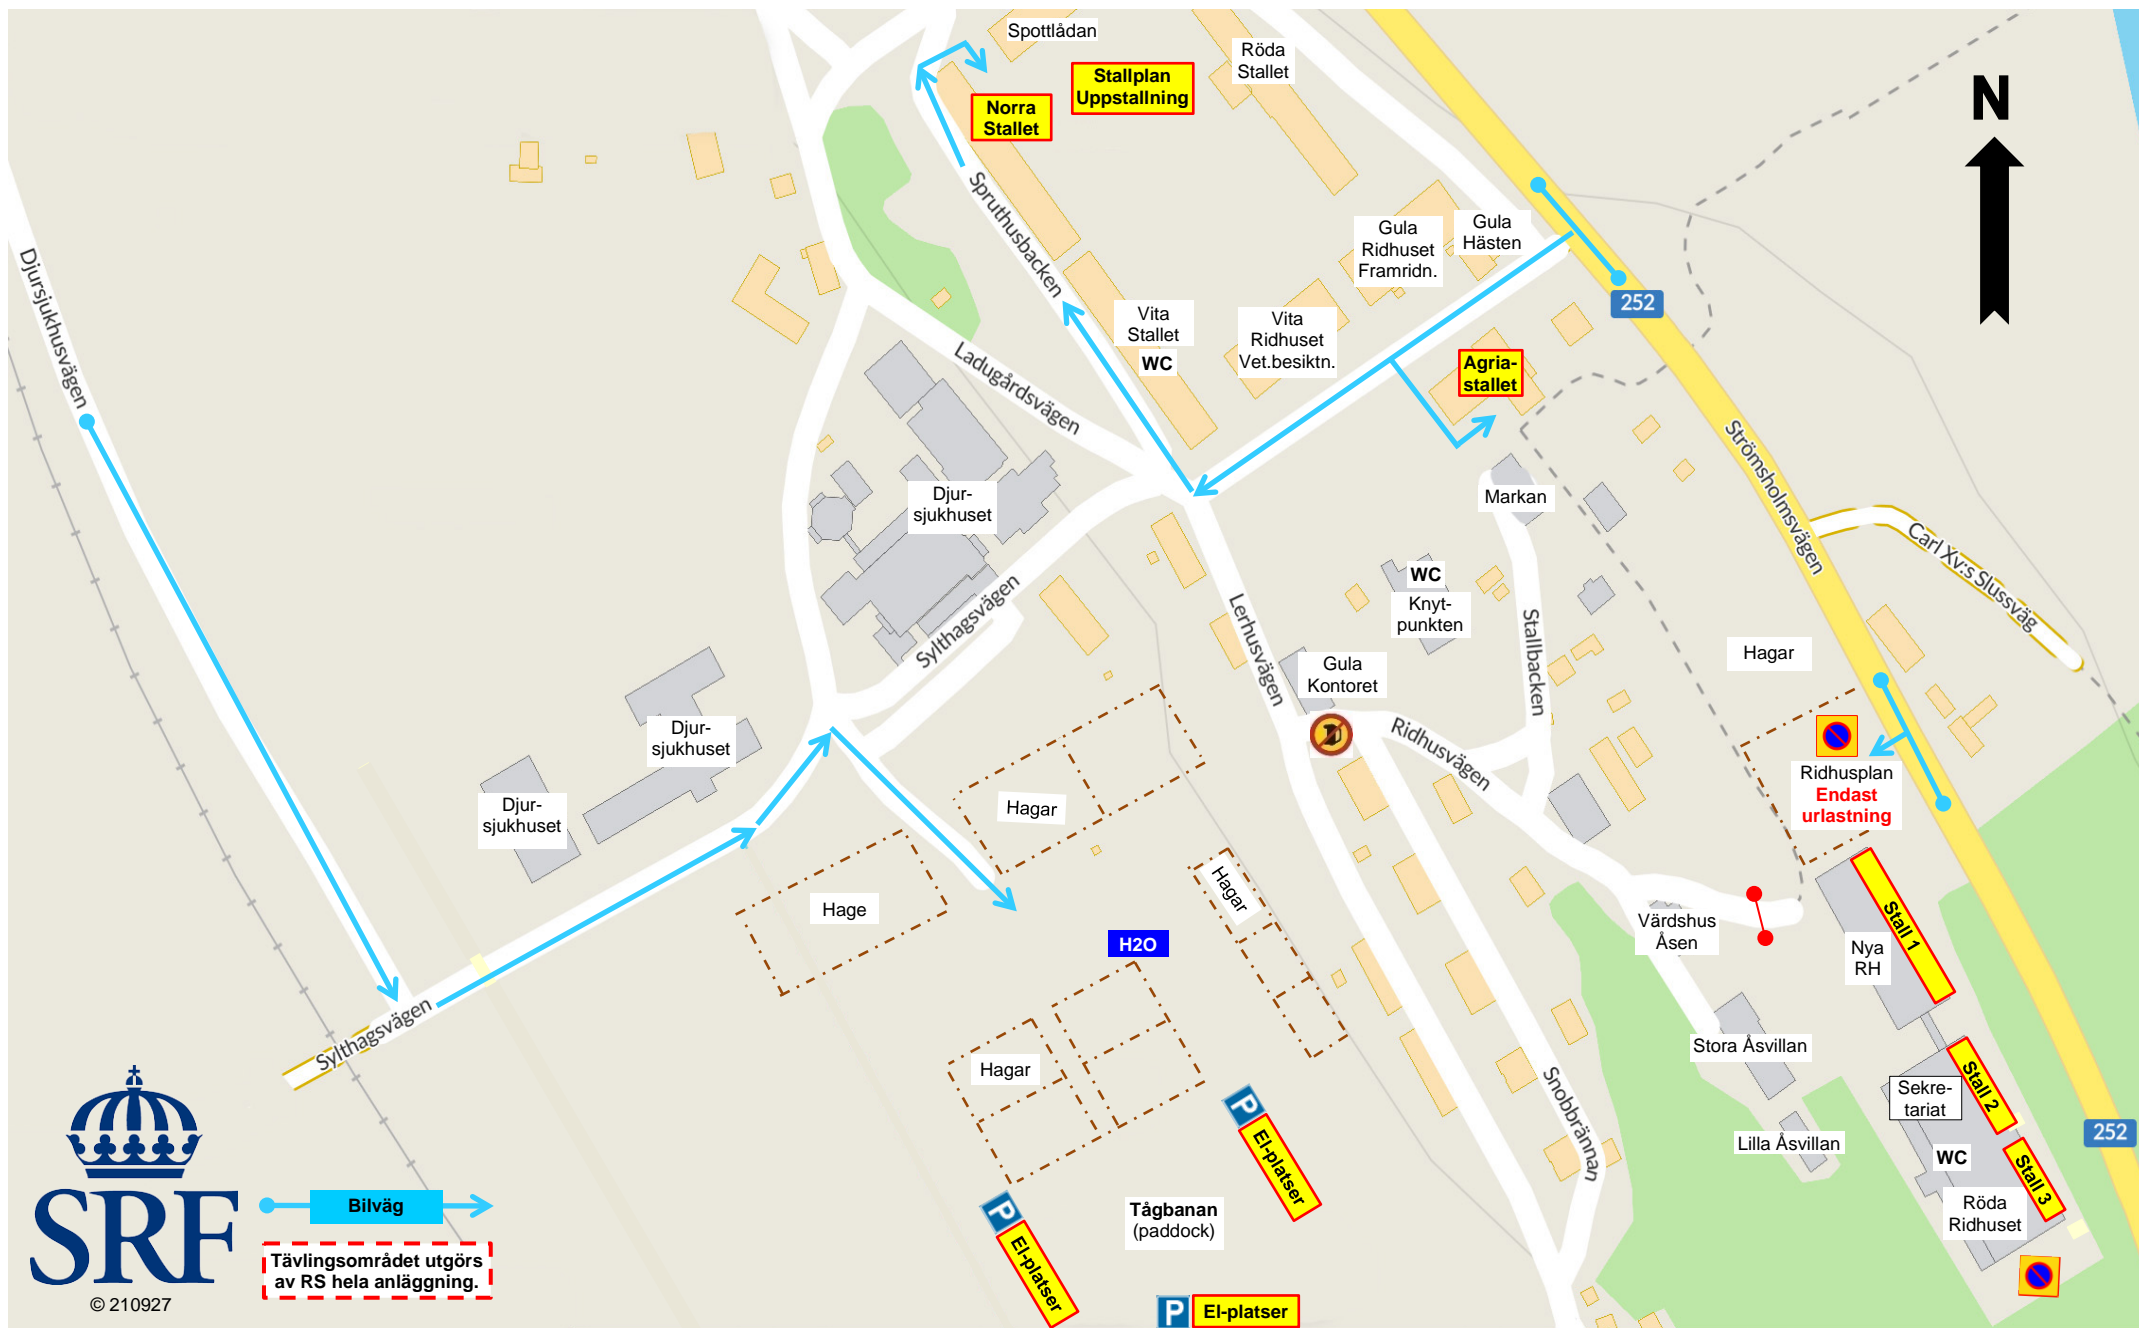 Spottlådan
Röda
Stallet
Stallplan
Uppstallning
Norra
Stallet
N
Spruthusbacken
Gula
Ridhuset
Framridn.
Gula
Hästen
252
Djursjukhusvägen
Vita
Stallet
WC
Vita
Ridhuset
Vet.besiktn.
Agria-
stallet
Ladugårdsvägen
Strömsholmsvägen
Djur-
sjukhuset
Markan
Carl Xv:s Slussväg
WC
Knyt-
punkten
Sylthagsvägen
Lerhusvägen
Stallbacken
Hagar
Gula
Kontoret
Djur-
sjukhuset
Ridhusvägen
Ridhusplan
Endast
urlastning
Djur-
sjukhuset
Hagar
Hagar
Hage
Stall 1
Värdshus
Åsen
H2O
Nya
RH
Sylthagsvägen
Stora Åsvillan
Hagar
Stall 2
Sekre-
tariat
Snobbrännan
P
El-platser
252
Lilla Åsvillan
WC
Stall 3
SRF
Bilväg
P
El-platser
Tågbanan
(paddock)
Röda
Ridhuset
Tävlingsområdet utgörs
av RS hela anläggning.
© 210927
P
El-platser